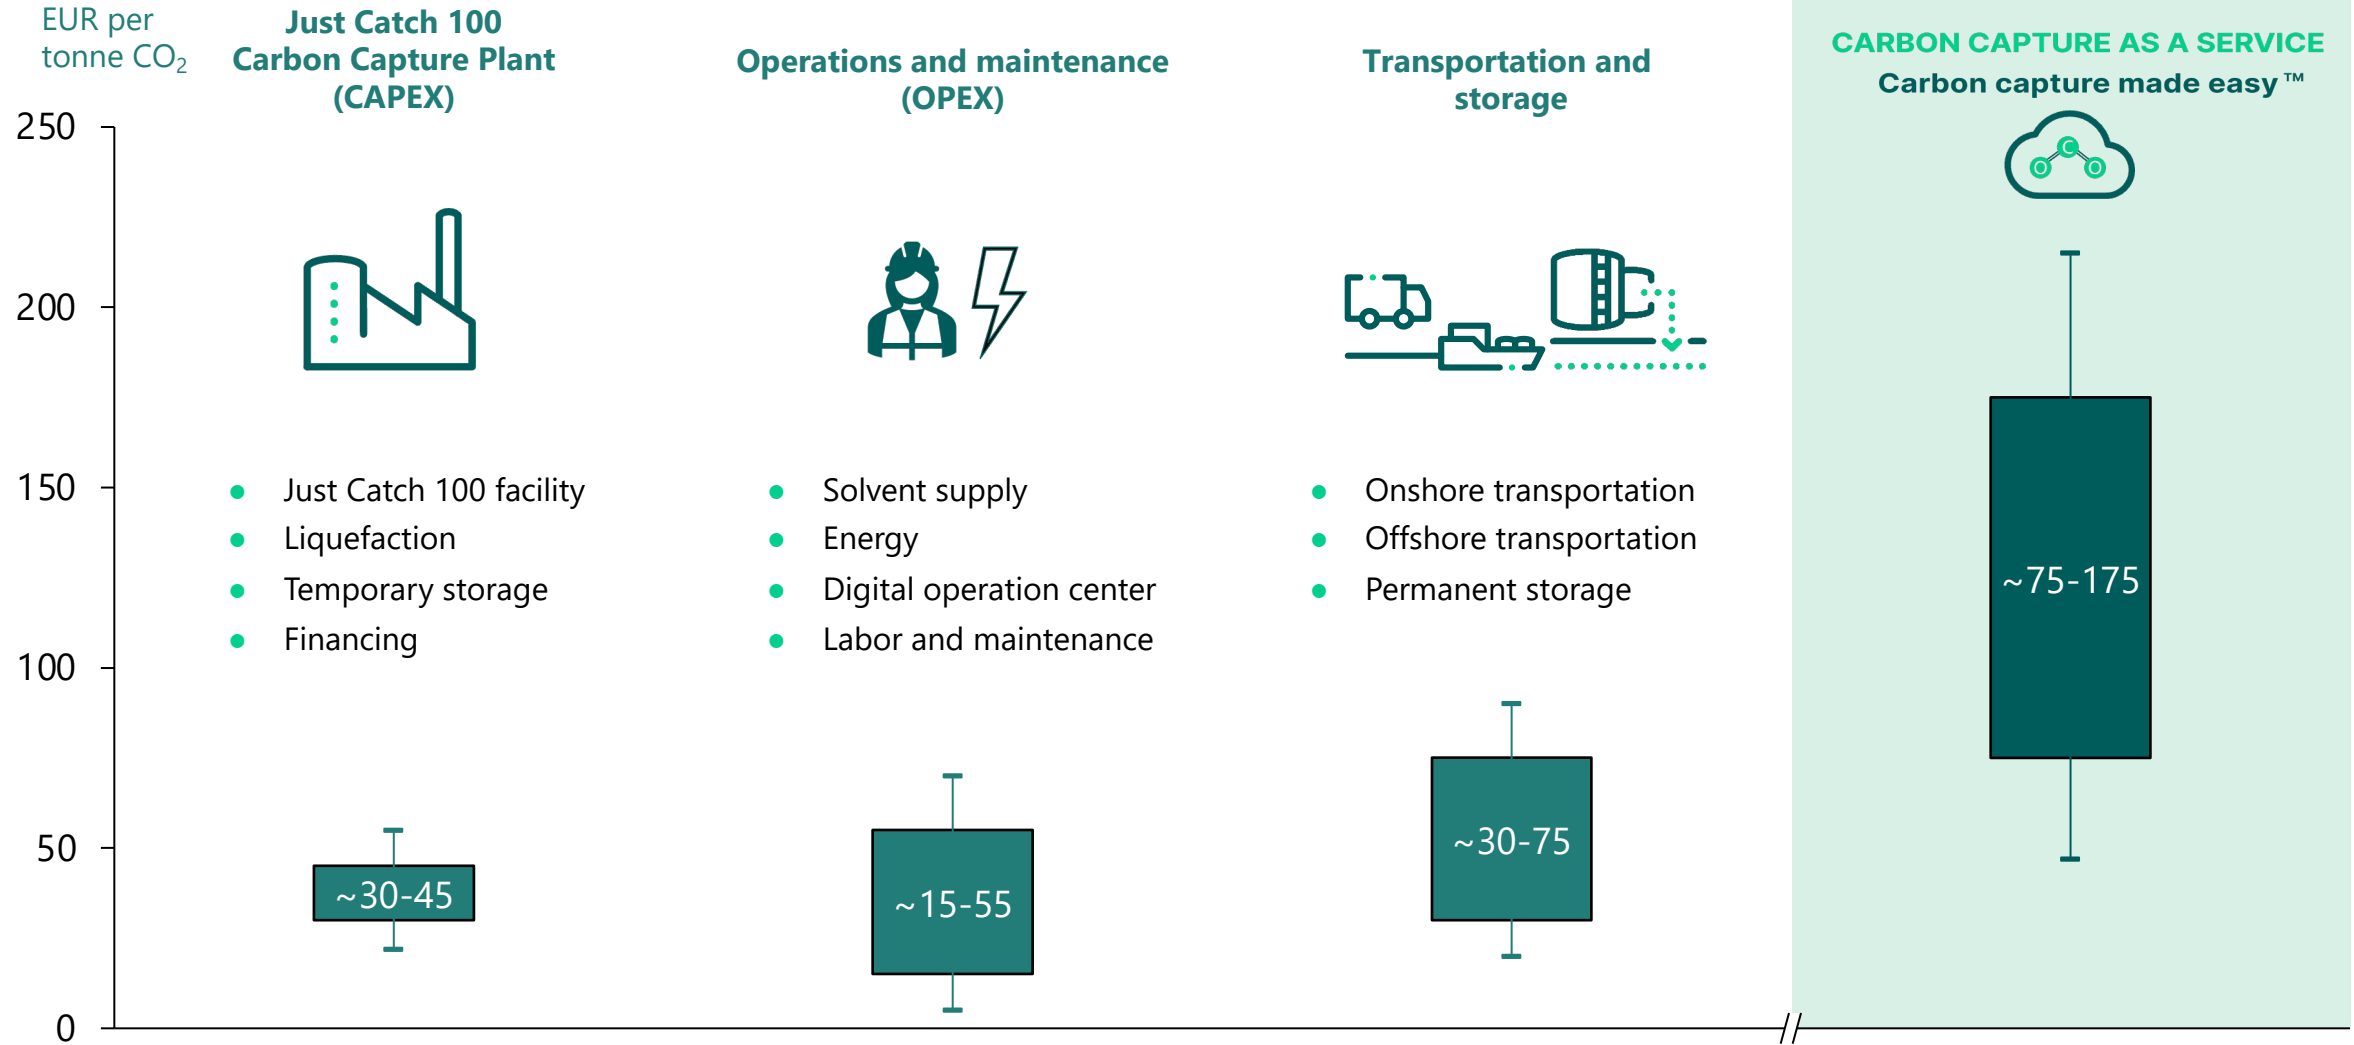 EUR per
tonne CO₂
Just Catch 100
Carbon Capture Plant
(CAPEX)
Operations and maintenance
(OPEX)
Transportation and
storage
CARBON CAPTURE AS A SERVICE
Carbon capture made easy™
C
O O
250
200
150
100
50
0
Just Catch 100 facility
Liquefaction
Temporary storage
Financing
Solvent supply
Energy
Digital operation center
Labor and maintenance
Onshore transportation
Offshore transportation
Permanent storage
~30-45
~15-55
~30-75
~75-175